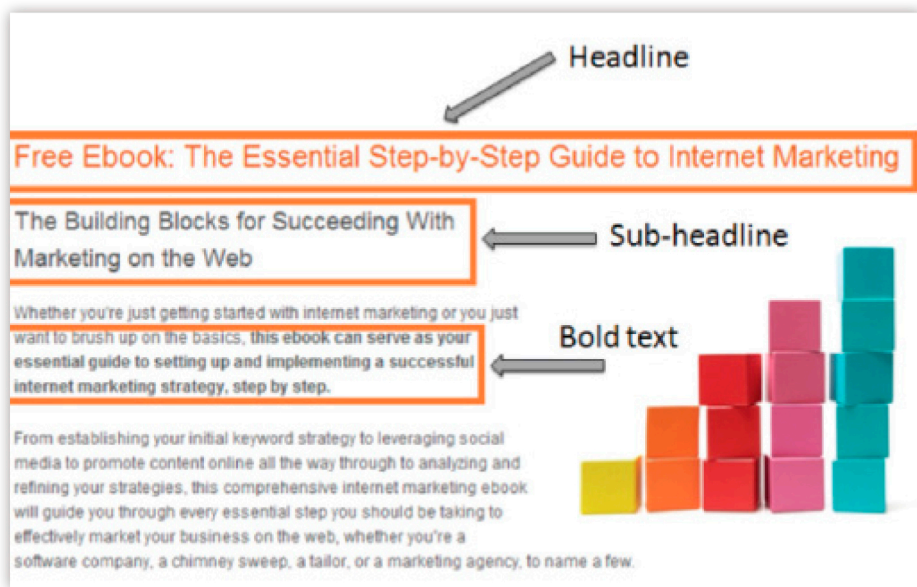 Headline
Free Ebook: The Essential Step-by-Step Guide to Internet Marketing
The Building Blocks for Succeeding With
Marketing on the Web
Sub-headline
Whether you're just getting started with internet marketing or you just
want to brush up on the basics, this ebook can serve as your
essential guide to setting up and implementing a successful
internet marketing strategy, step by step.
Bold text
From establishing your initial keyword strategy to leveraging social
media to promote content online all the way through to analyzing and
refining your strategies, this comprehensive internet marketing ebook
will guide you through every essential step you should be taking to
effectively market your business on the web, whether you're a
software company, a chimney sweep, a tailor, or a marketing agency, to name a few.